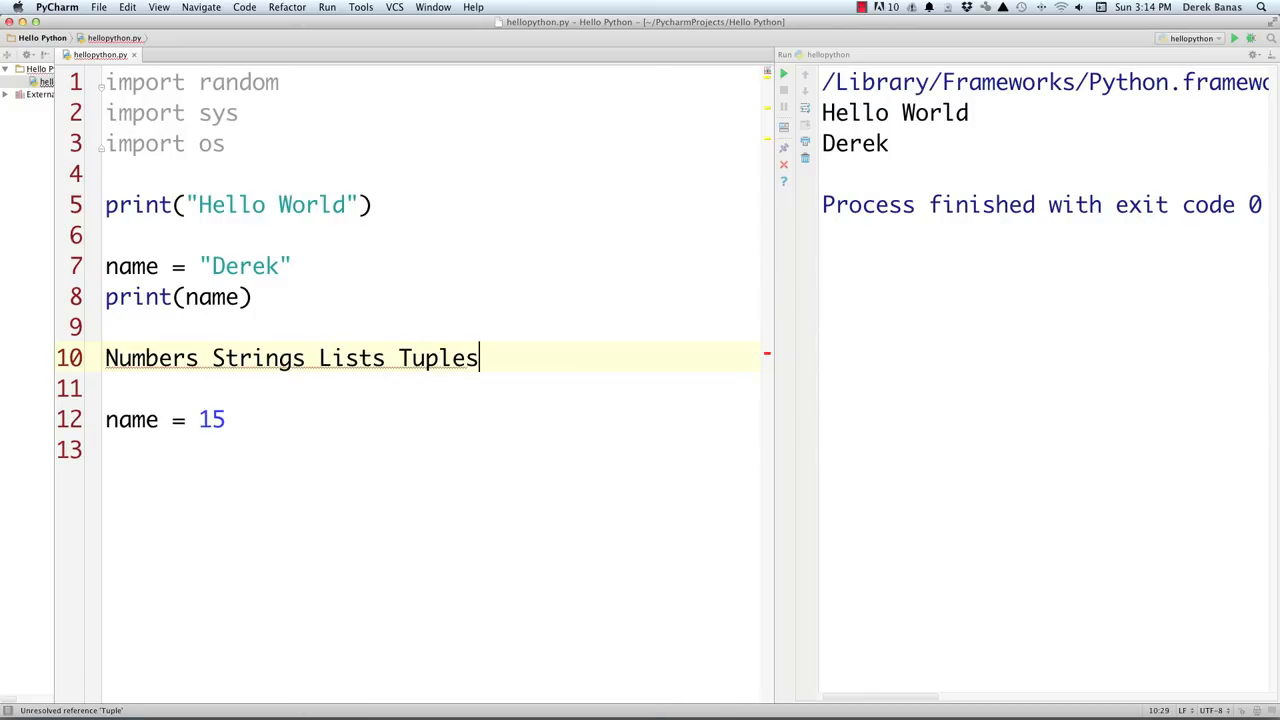 PyCharm File Edit View Navigate Code Refactor Run Tools VCS Window Help 10 Sun 3:14 PM Derek Banas
hellopython.py - Hello Python - [~/PycharmProjects/Hello Python]
Hello Python hellopython.py hellopython
hellopython.py × Run hellopython
Hello P
hell
Extern
1 import random
2 import sys
3 import os
4
5 print("Hello World")
6
7 name = "Derek"
8 print(name)
9
10 Numbers Strings Lists Tuples
11
12 name = 15
13
/Library/Frameworks/Python.framewo
Hello World
Derek
Process finished with exit code 0
Unresolved reference 'Tuple' 10:29 LF UTF-8